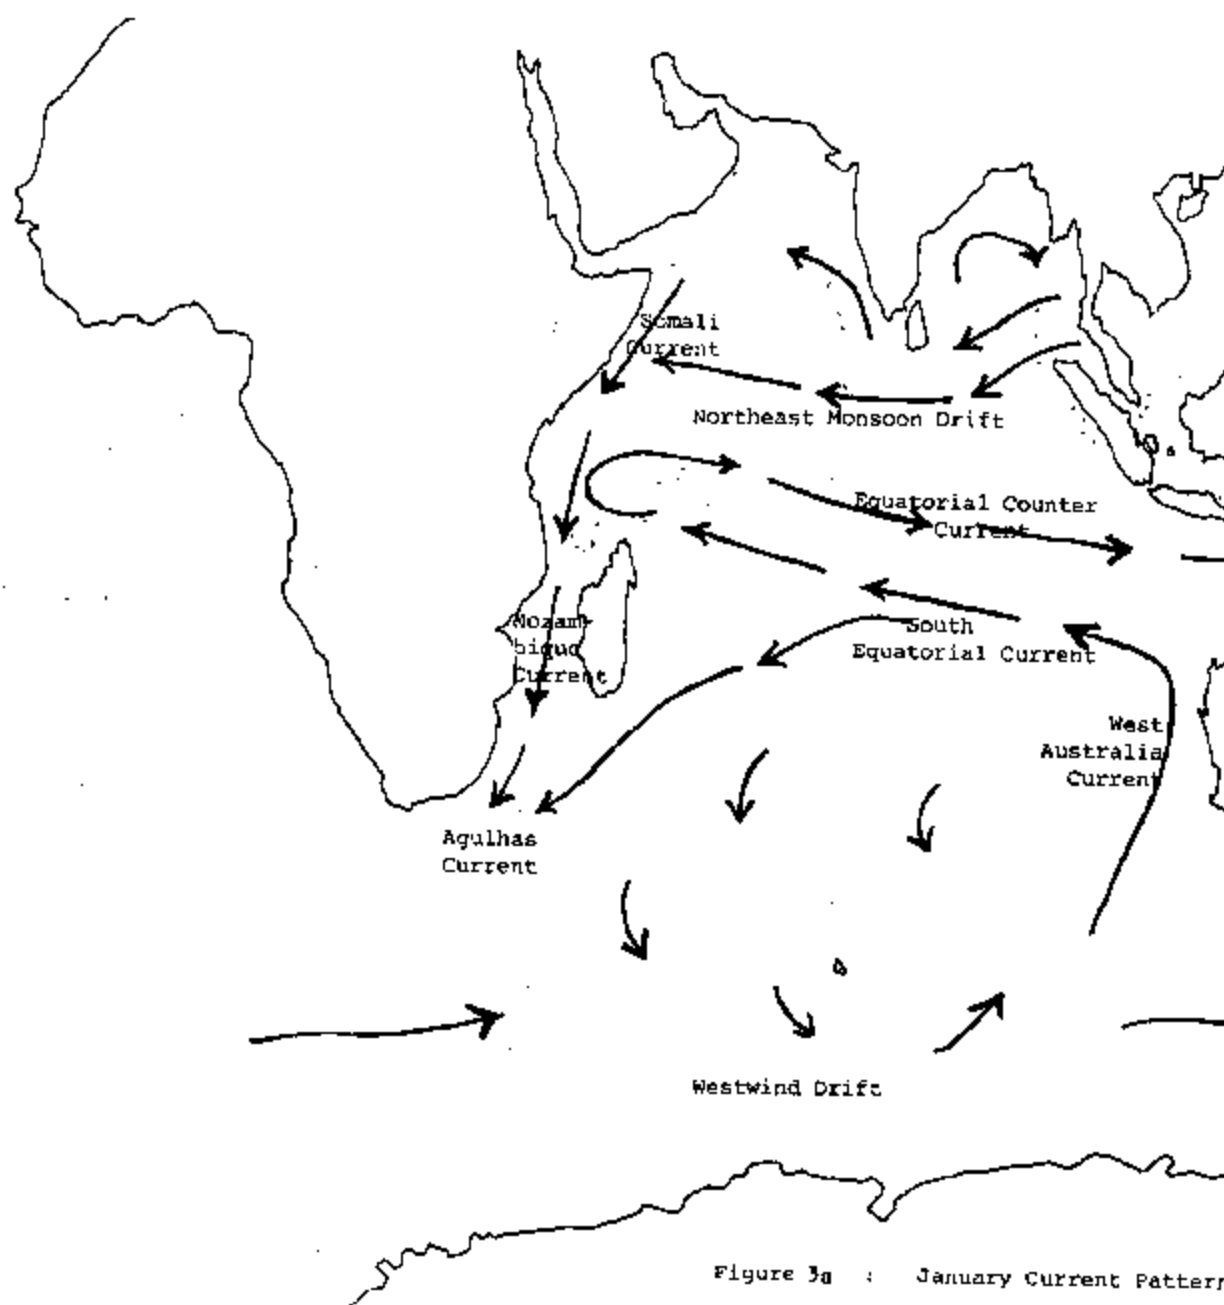 Somali
Current
Northeast Monsoon Drift
Equatorial Counter
Current
South
Equatorial Current
Mozam-
bique
Current
West
Australia
Current
Agulhas
Current
Westwind Drift
Figure 3a : January Current Pattern